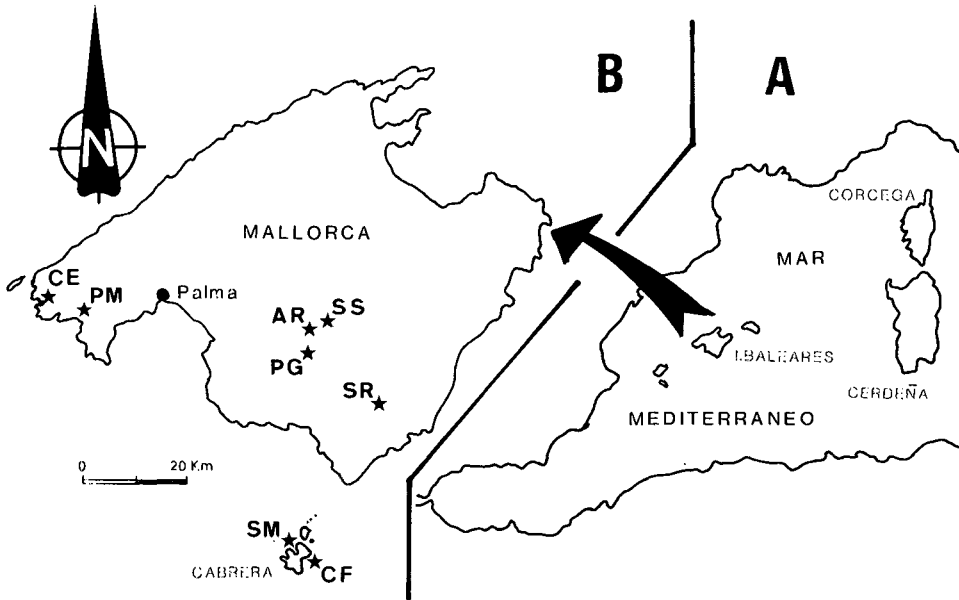 B
A
N
CORCEGA
MALLORCA
MAR
CE
PM
Palma
AR
SS
I.BALEARES
PG
SR
CERDEÑA
MEDITERRANEO
0 20 Km
SM
CABRERA
CF